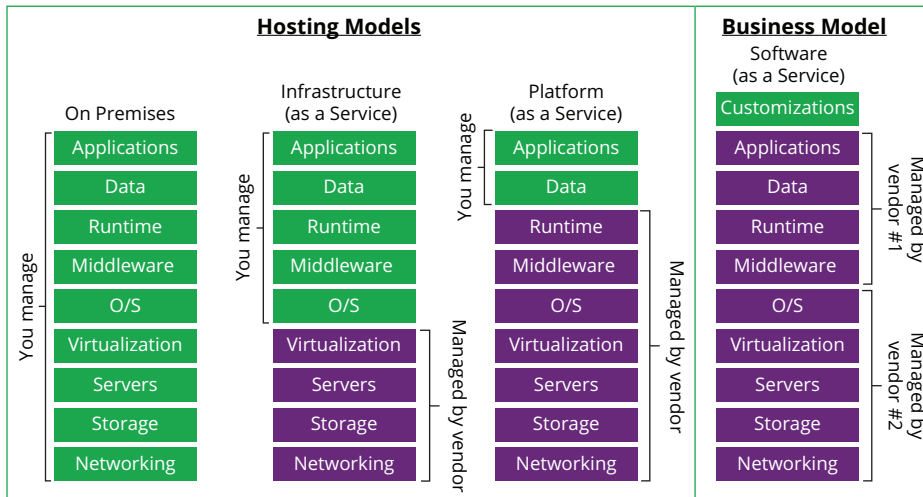 Hosting Models
Business Model
On Premises
Applications
Data
Runtime
Middleware
O/S
Virtualization
Servers
Storage
Networking
You manage
Infrastructure
(as a Service)
Applications
Data
Runtime
Middleware
O/S
Virtualization
Servers
Storage
Networking
You manage
Managed by vendor
Platform
(as a Service)
Applications
Data
Runtime
Middleware
O/S
Virtualization
Servers
Storage
Networking
You manage
Managed by vendor
Software
(as a Service)
Customizations
Applications
Data
Runtime
Middleware
O/S
Virtualization
Servers
Storage
Networking
Managed by
vendor #1
Managed by
vendor #2